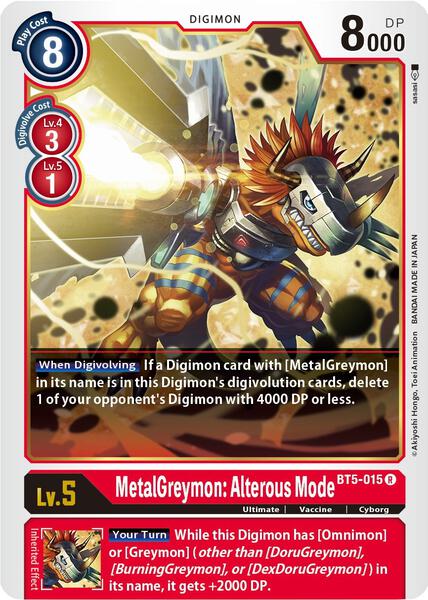 DIGIMON
Play Cost
8
DP
8000
Digivolve Cost
Lv.4
3
Lv.5
1
sasasi
©Akiyoshi Hongo, Toei Animation BANDAI MADE IN JAPAN
When Digivolving If a Digimon card with [MetalGreymon]
in its name is in this Digimon's digivolution cards, delete
1 of your opponent's Digimon with 4000 DP or less.
Lv.5
MetalGreymon: Alterous Mode
BT5-015 R
Ultimate | Vaccine | Cyborg
Inherited Effect
Your Turn While this Digimon has [Omnimon]
or [Greymon] (other than [DoruGreymon],
[BurningGreymon], or [DexDoruGreymon]) in
its name, it gets +2000 DP.